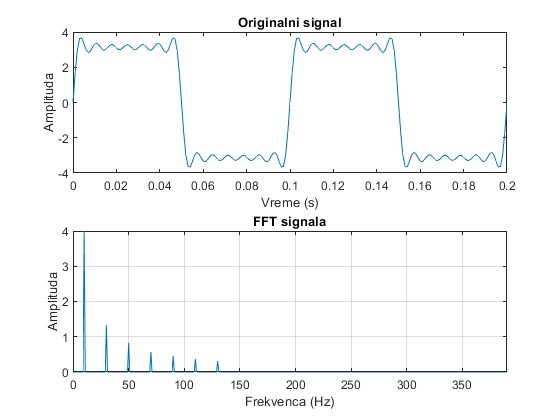 Originalni signal
4
2
0
-2
-4
Amplituda
0 0.02 0.04 0.06 0.08 0.1 0.12 0.14 0.16 0.18 0.2
Vreme (s)
FFT signala
4
3
2
1
0
Amplituda
0 50 100 150 200 250 300 350
Frekvenca (Hz)